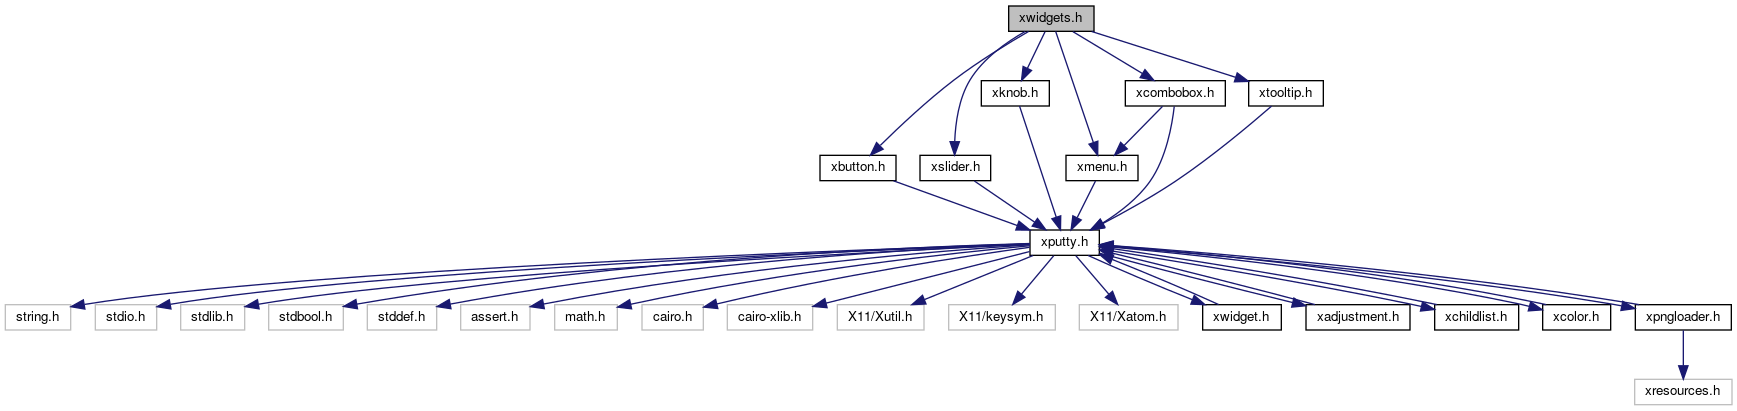 xwidgets.h
xknob.h
xcombobox.h
xtooltip.h
xbutton.h
xslider.h
xmenu.h
xputty.h
string.h
stdio.h
stdlib.h
stdbool.h
stddef.h
assert.h
math.h
cairo.h
cairo-xlib.h
X11/Xutil.h
X11/keysym.h
X11/Xatom.h
xwidget.h
xadjustment.h
xchildlist.h
xcolor.h
xpngloader.h
xresources.h